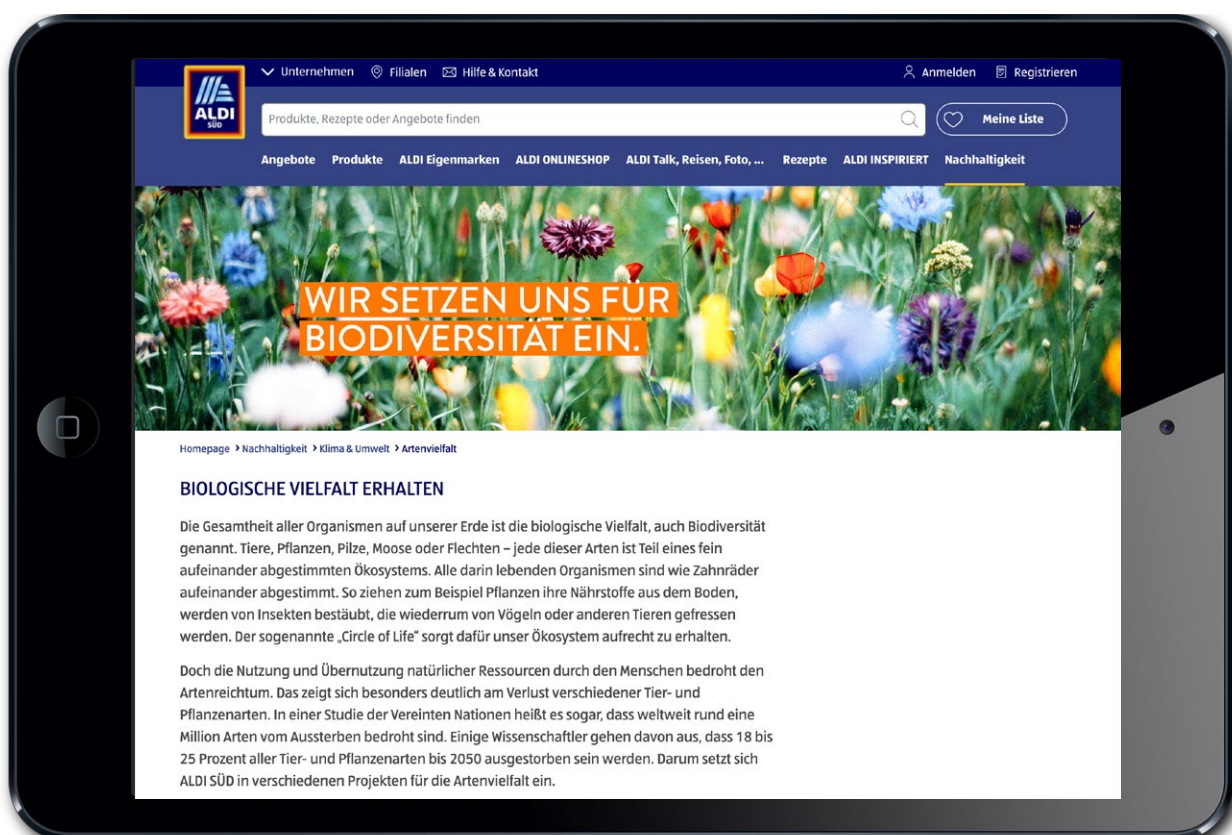 Unternehmen Filialen Hilfe & Kontakt Anmelden Registrieren
ALDI
SÜD
Produkte, Rezepte oder Angebote finden Meine Liste
Angebote Produkte ALDI Eigenmarken ALDI ONLINESHOP ALDI Talk, Reisen, Foto, ... Rezepte ALDI INSPIRIERT Nachhaltigkeit
WIR SETZEN UNS FÜR
BIODIVERSITÄT EIN.
Homepage > Nachhaltigkeit > Klima & Umwelt > Artenvielfalt
BIOLOGISCHE VIELFALT ERHALTEN
Die Gesamtheit aller Organismen auf unserer Erde ist die biologische Vielfalt, auch Biodiversität
genannt. Tiere, Pflanzen, Pilze, Moose oder Flechten – jede dieser Arten ist Teil eines fein
aufeinander abgestimmten Ökosystems. Alle darin lebenden Organismen sind wie Zahnräder
aufeinander abgestimmt. So ziehen zum Beispiel Pflanzen ihre Nährstoffe aus dem Boden,
werden von Insekten bestäubt, die wiederrum von Vögeln oder anderen Tieren gefressen
werden. Der sogenannte „Circle of Life“ sorgt dafür unser Ökosystem aufrecht zu erhalten.
Doch die Nutzung und Übernutzung natürlicher Ressourcen durch den Menschen bedroht den
Artenreichtum. Das zeigt sich besonders deutlich am Verlust verschiedener Tier- und
Pflanzenarten. In einer Studie der Vereinten Nationen heißt es sogar, dass weltweit rund eine
Million Arten vom Aussterben bedroht sind. Einige Wissenschaftler gehen davon aus, dass 18 bis
25 Prozent aller Tier- und Pflanzenarten bis 2050 ausgestorben sein werden. Darum setzt sich
ALDI SÜD in verschiedenen Projekten für die Artenvielfalt ein.